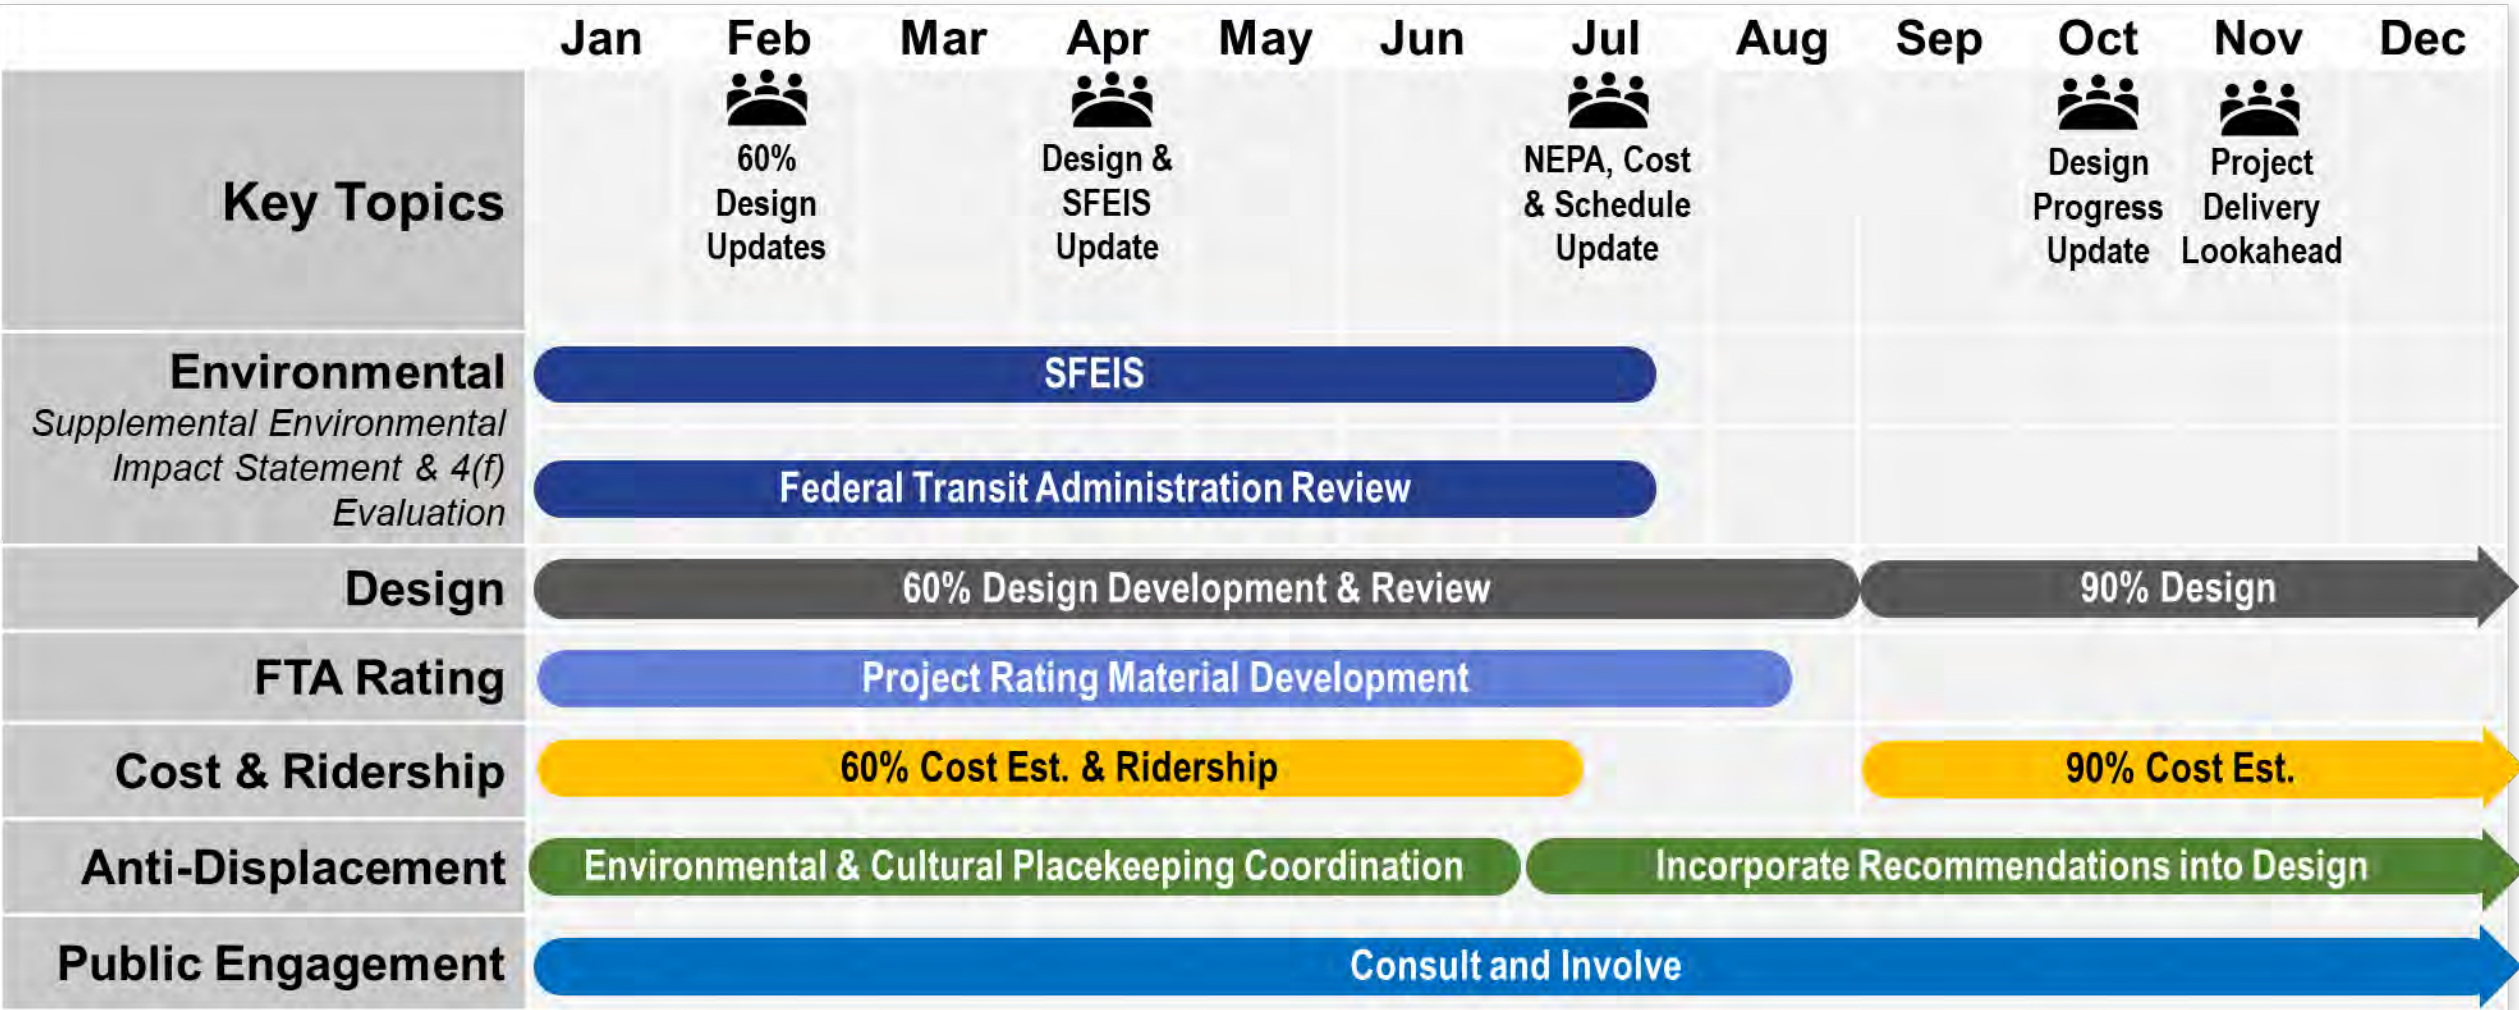 Jan Feb Mar Apr May Jun Jul Aug Sep Oct Nov Dec
Key Topics
60%
Design
Updates
Design &
SFEIS
Update
NEPA, Cost
& Schedule
Update
Design
Progress
Update
Project
Delivery
Lookahead
Environmental
Supplemental Environmental
Impact Statement & 4(f)
Evaluation
SFEIS
Federal Transit Administration Review
Design
60% Design Development & Review
90% Design
FTA Rating
Project Rating Material Development
Cost & Ridership
60% Cost Est. & Ridership
90% Cost Est.
Anti-Displacement
Environmental & Cultural Placekeeping Coordination
Incorporate Recommendations into Design
Public Engagement
Consult and Involve